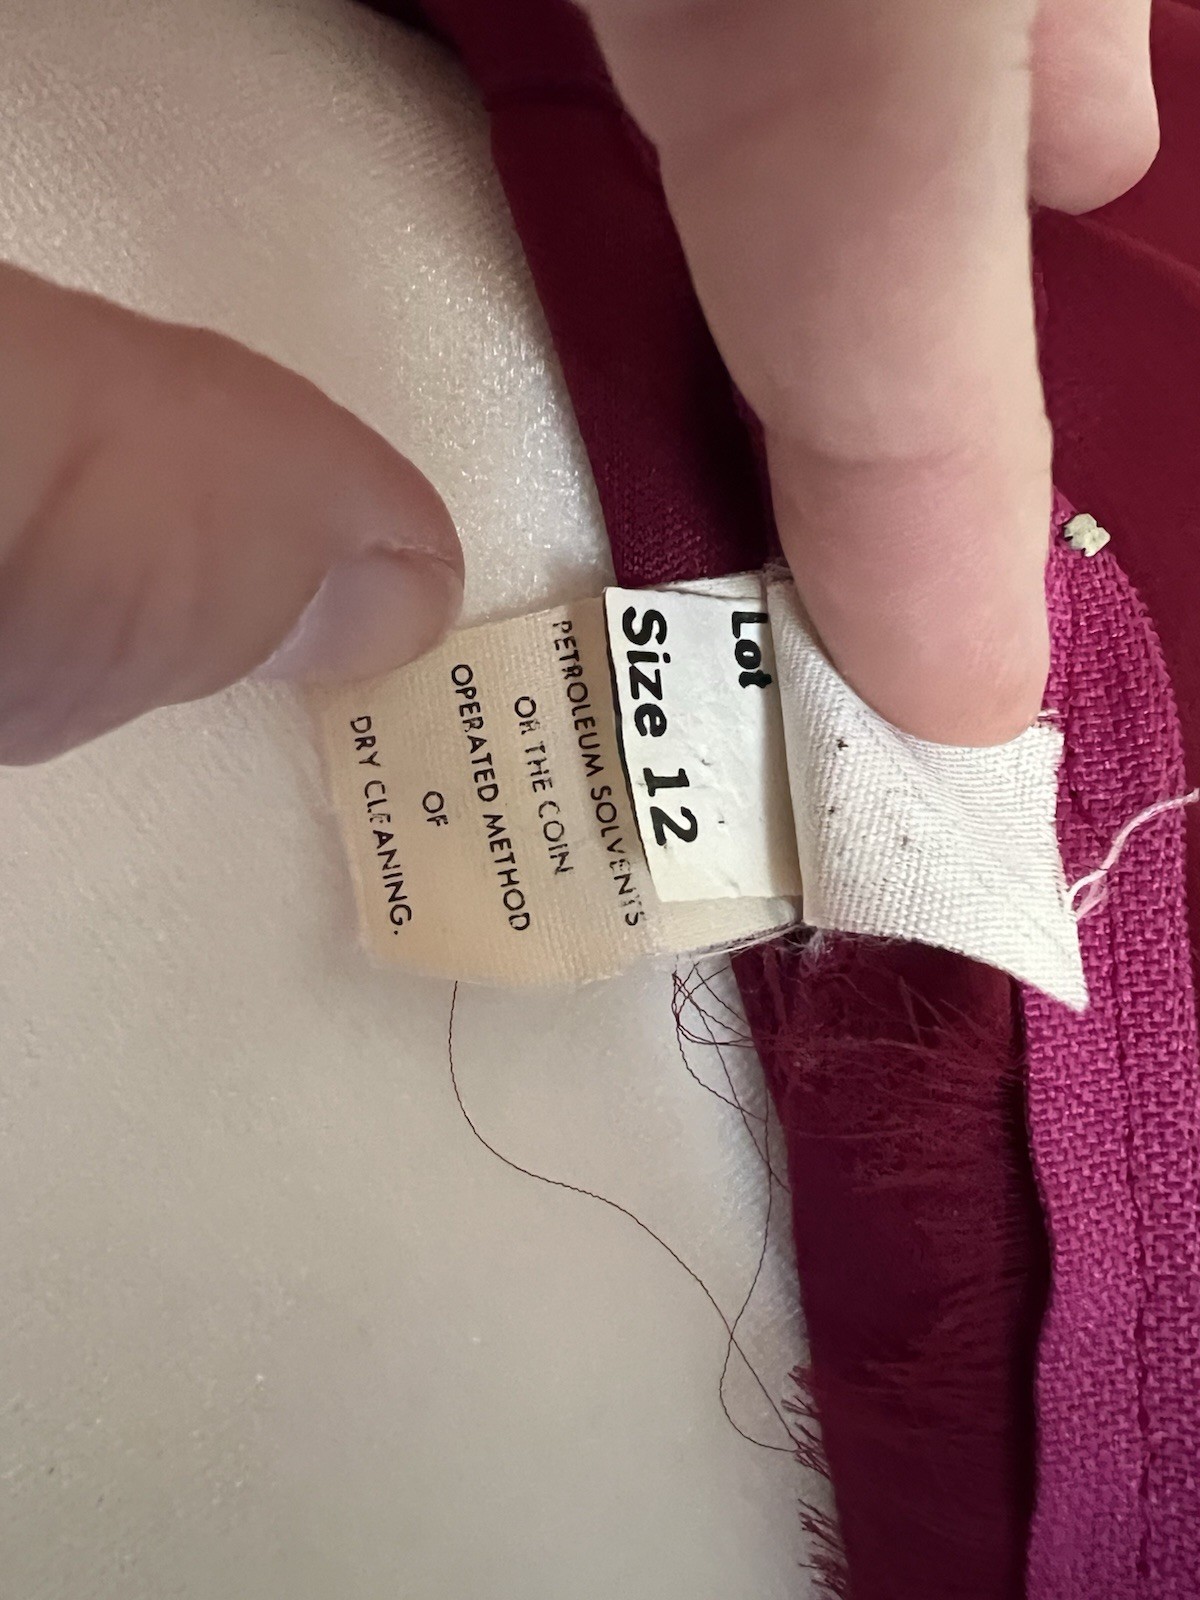 Lot
Size 12
PETROLEUM SOLVENTS
OR THE COIN
OPERATED METHOD
OF
DRY CLEANING.